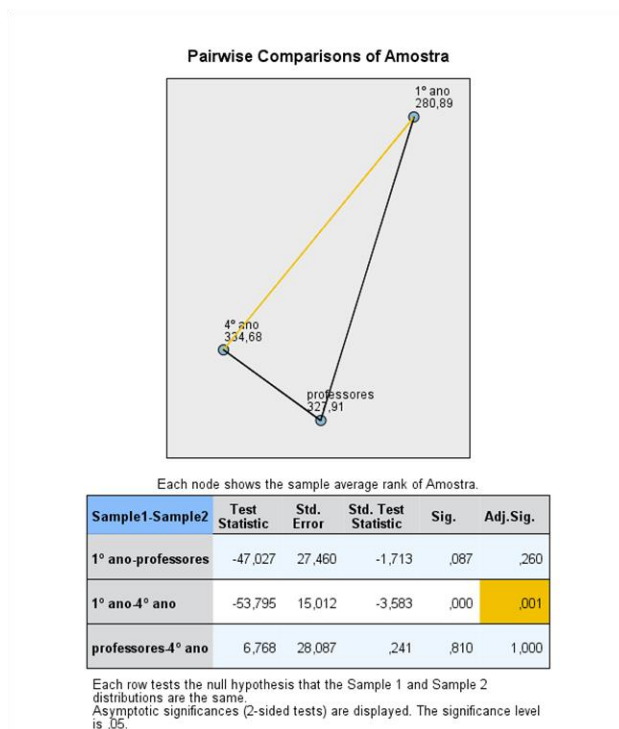 Pairwise Comparisons of Amostra
1º ano
280,89
4º ano
334,68
professores
327,91
Each node shows the sample average rank of Amostra.
Sample1-Sample2 Test Statistic Std. Error Std. Test Statistic Sig. Adj.Sig.
1º ano-professores -47,027 27,460 -1,713 ,087 ,260
1º ano-4º ano -53,795 15,012 -3,583 ,000 ,001
professores-4º ano 6,768 28,087 ,241 ,810 1,000
Each row tests the null hypothesis that the Sample 1 and Sample 2
distributions are the same.
Asymptotic significances (2-sided tests) are displayed. The significance level
is ,05.